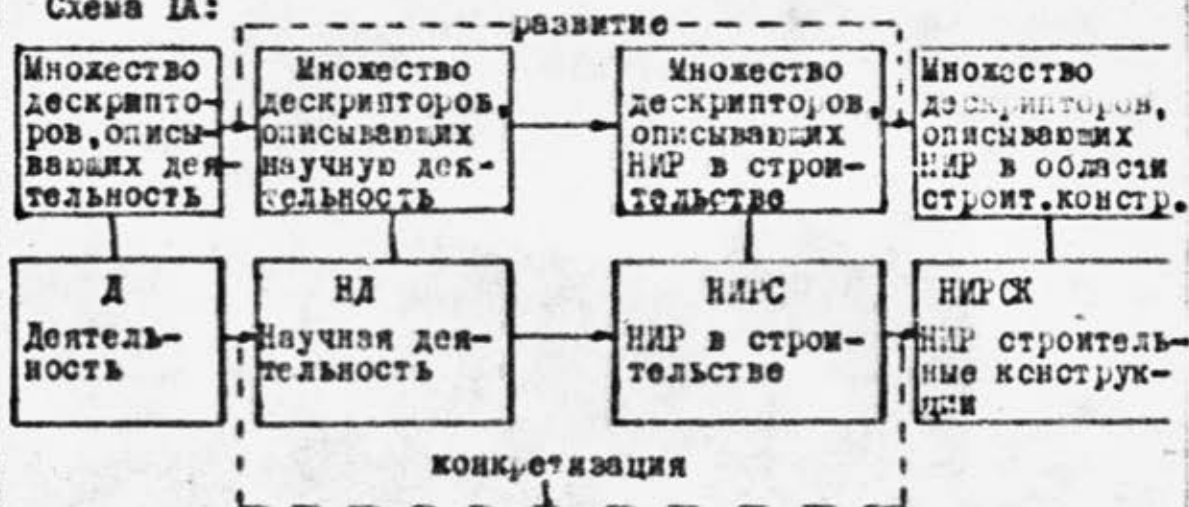 Схема IA:
развитие
Множество
дескрипто-
ров, описы-
вающих дея-
тельность
Множество
дескрипторов,
описывающих
научную дея-
тельность
Множество
дескрипторов,
описывающих
НИР в строи-
тельстве
Множество
дескрипторов,
описывающих
НИР в области
строит.констр.
Д
Деятель-
ность
НД
Научная дея-
тельность
НИРС
НИР в строи-
тельстве
НИРСК
НИР строитель-
ные конструк-
ции
конкретизация